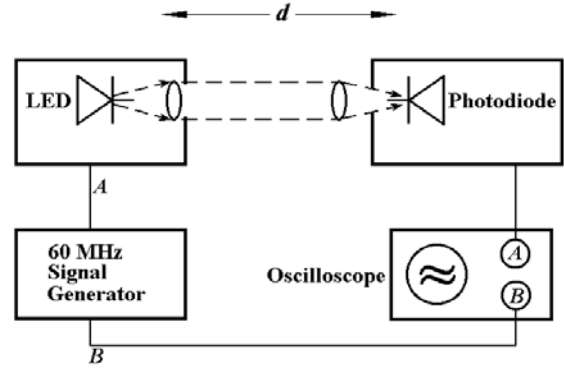 d
LED
Photodiode
A
60 MHz
Signal
Generator
Oscilloscope
A
B
B